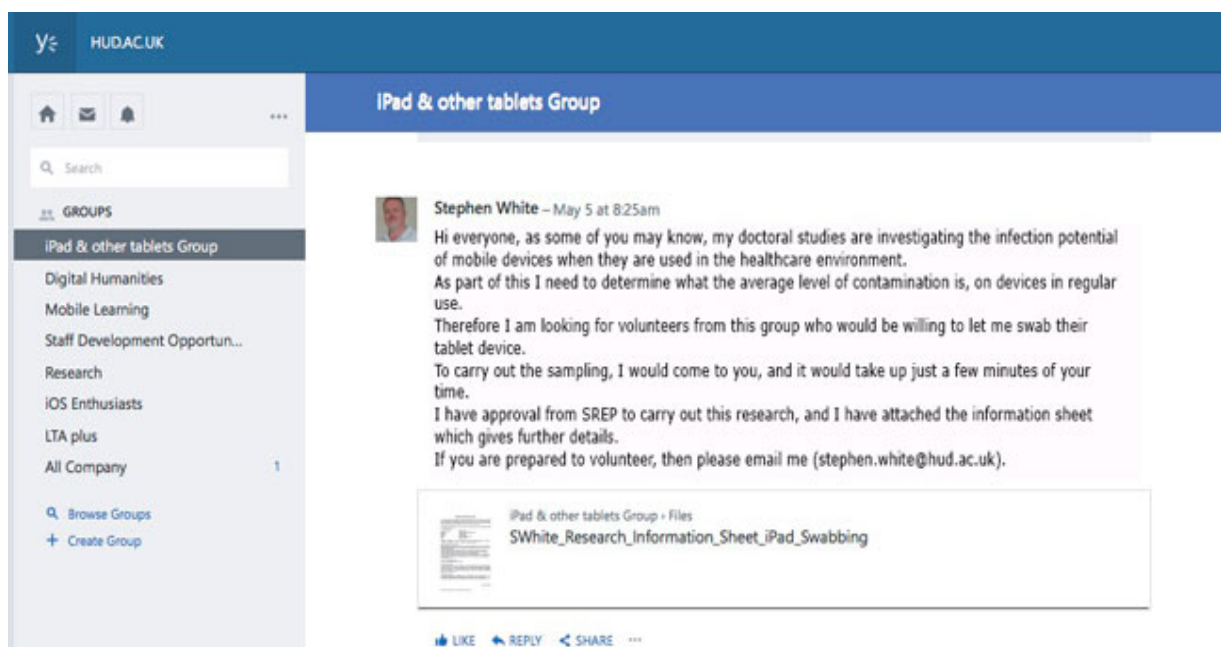 HUD.AC.UK
iPad & other tablets Group
Search
GROUPS
iPad & other tablets Group
Digital Humanities
Mobile Learning
Staff Development Opportun...
Research
iOS Enthusiasts
LTA plus
All Company 1
Browse Groups
+ Create Group
Stephen White – May 5 at 8:25am
Hi everyone, as some of you may know, my doctoral studies are investigating the infection potential
of mobile devices when they are used in the healthcare environment.
As part of this I need to determine what the average level of contamination is, on devices in regular
use.
Therefore I am looking for volunteers from this group who would be willing to let me swab their
tablet device.
To carry out the sampling, I would come to you, and it would take up just a few minutes of your
time.
I have approval from SREP to carry out this research, and I have attached the information sheet
which gives further details.
If you are prepared to volunteer, then please email me (stephen.white@hud.ac.uk).
iPad & other tablets Group › Files
SWhite_Research_Information_Sheet_iPad_Swabbing
LIKE REPLY SHARE ...